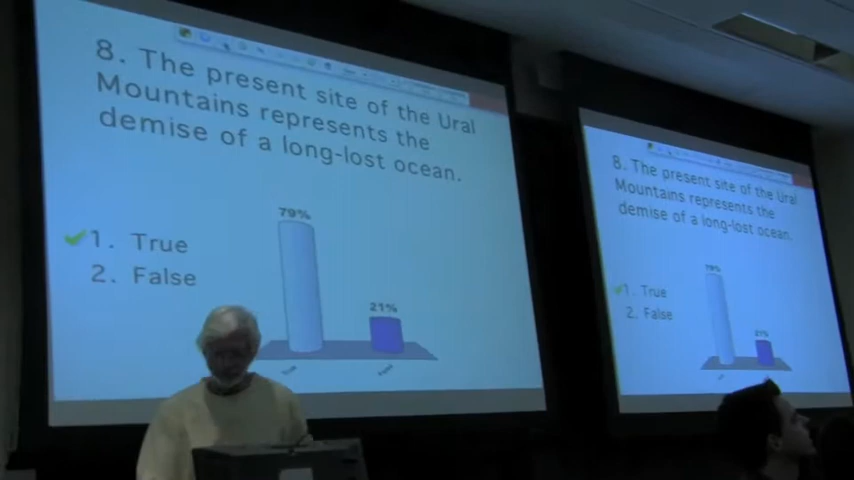 8. The present site of the Ural
Mountains represents the
demise of a long-lost ocean.
79%
1. True
2. False
21%
True
False
8. The present site of the Ural
Mountains represents the
demise of a long-lost ocean.
79%
1. True
2. False
21%